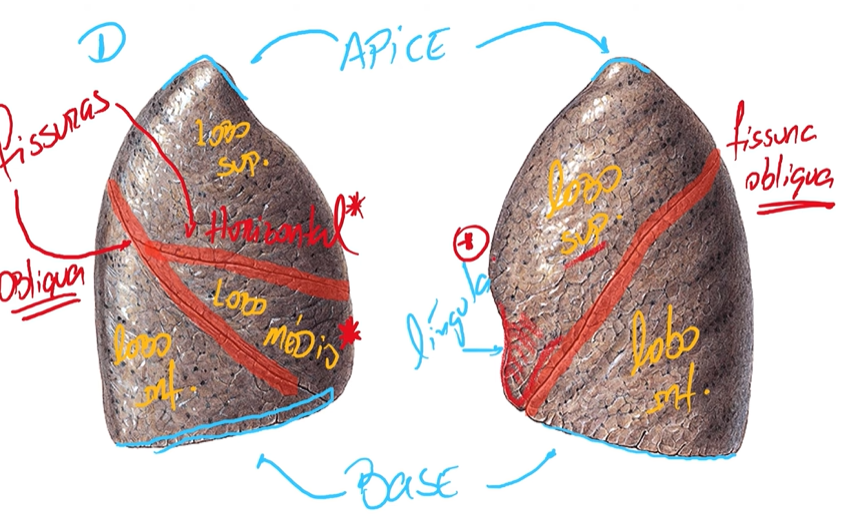 D
APICE
fissuras
lobo
sup.
Horizontal*
obliqua
lobo
médio*
lobo
inf.
fissura
obliqua
lobo
sup.
língula
lobo
inf.
BASE